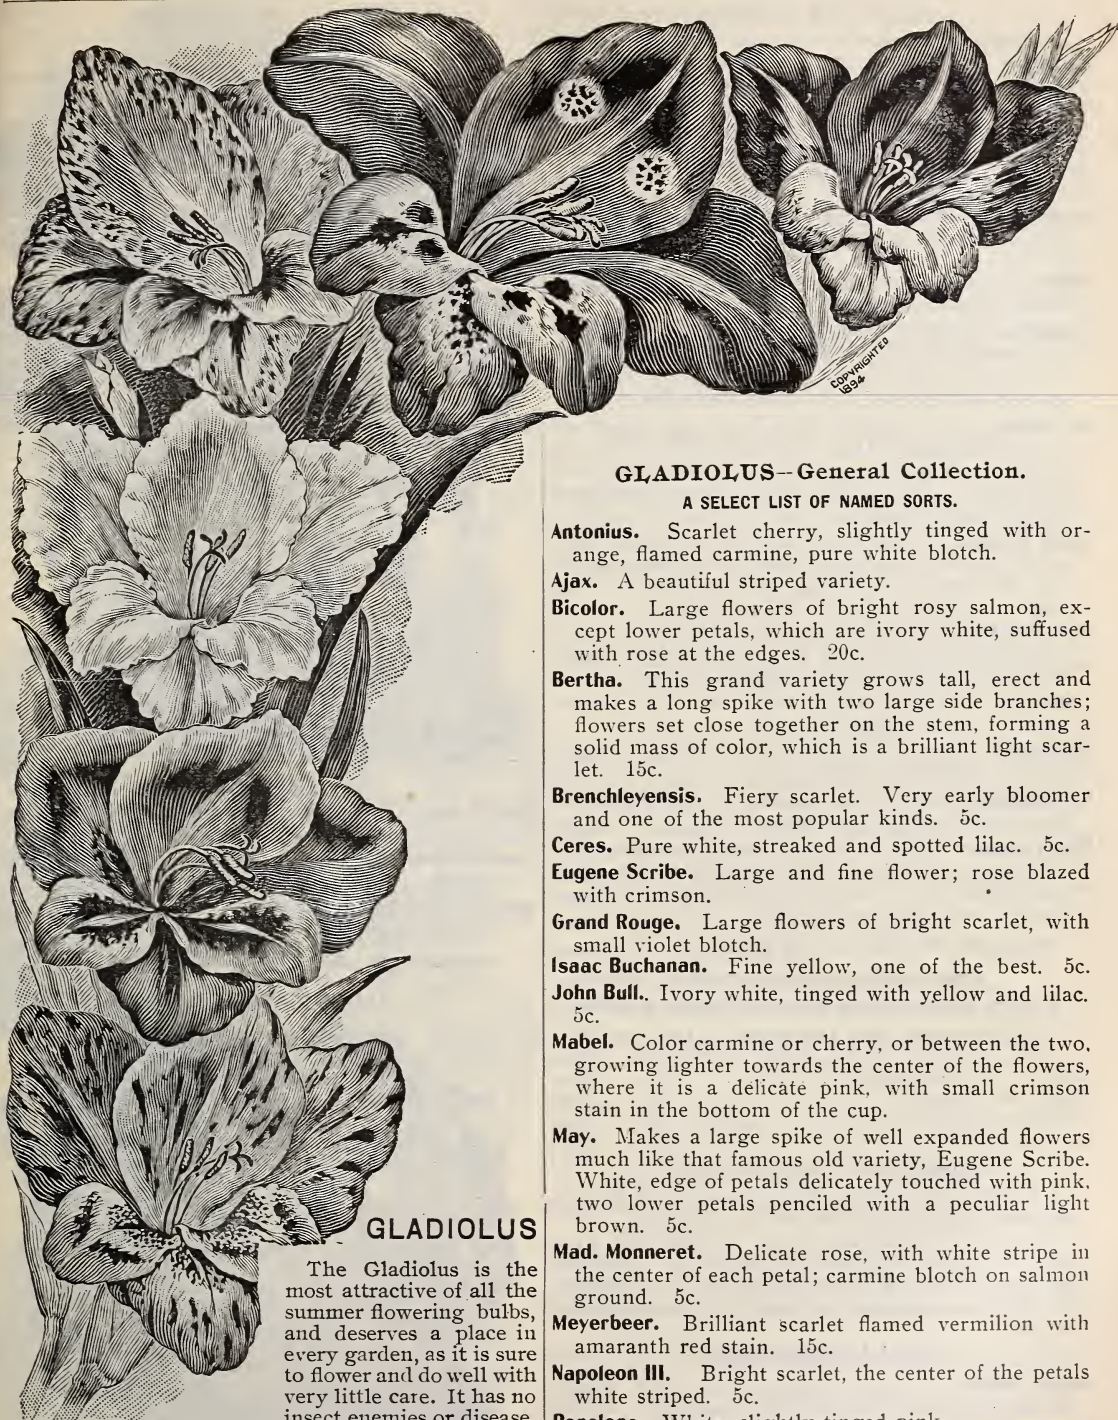 COPYRIGHTED
1894
GLADIOLUS--General Collection.
A SELECT LIST OF NAMED SORTS.
Antonius. Scarlet cherry, slightly tinged with or-
ange, flamed carmine, pure white blotch.
Ajax. A beautiful striped variety.
Bicolor. Large flowers of bright rosy salmon, ex-
cept lower petals, which are ivory white, suffused
with rose at the edges. 20c.
Bertha. This grand variety grows tall, erect and
makes a long spike with two large side branches;
flowers set close together on the stem, forming a
solid mass of color, which is a brilliant light scar-
let. 15c.
Brenchleyensis. Fiery scarlet. Very early bloomer
and one of the most popular kinds. 5c.
Ceres. Pure white, streaked and spotted lilac. 5c.
Eugene Scribe. Large and fine flower; rose blazed
with crimson.
Grand Rouge. Large flowers of bright scarlet, with
small violet blotch.
Isaac Buchanan. Fine yellow, one of the best. 5c.
John Bull.. Ivory white, tinged with yellow and lilac.
5c.
Mabel. Color carmine or cherry, or between the two,
growing lighter towards the center of the flowers,
where it is a delicate pink, with small crimson
stain in the bottom of the cup.
May. Makes a large spike of well expanded flowers
much like that famous old variety, Eugene Scribe.
White, edge of petals delicately touched with pink,
two lower petals penciled with a peculiar light
brown. 5c.
Mad. Monneret. Delicate rose, with white stripe in
the center of each petal; carmine blotch on salmon
ground. 5c.
Meyerbeer. Brilliant scarlet flamed vermilion with
amaranth red stain. 15c.
Napoleon III. Bright scarlet, the center of the petals
white striped. 5c.
GLADIOLUS
The Gladiolus is the
most attractive of all the
summer flowering bulbs,
and deserves a place in
every garden, as it is sure
to flower and do well with
very little care. It has no
insect enemies or disease